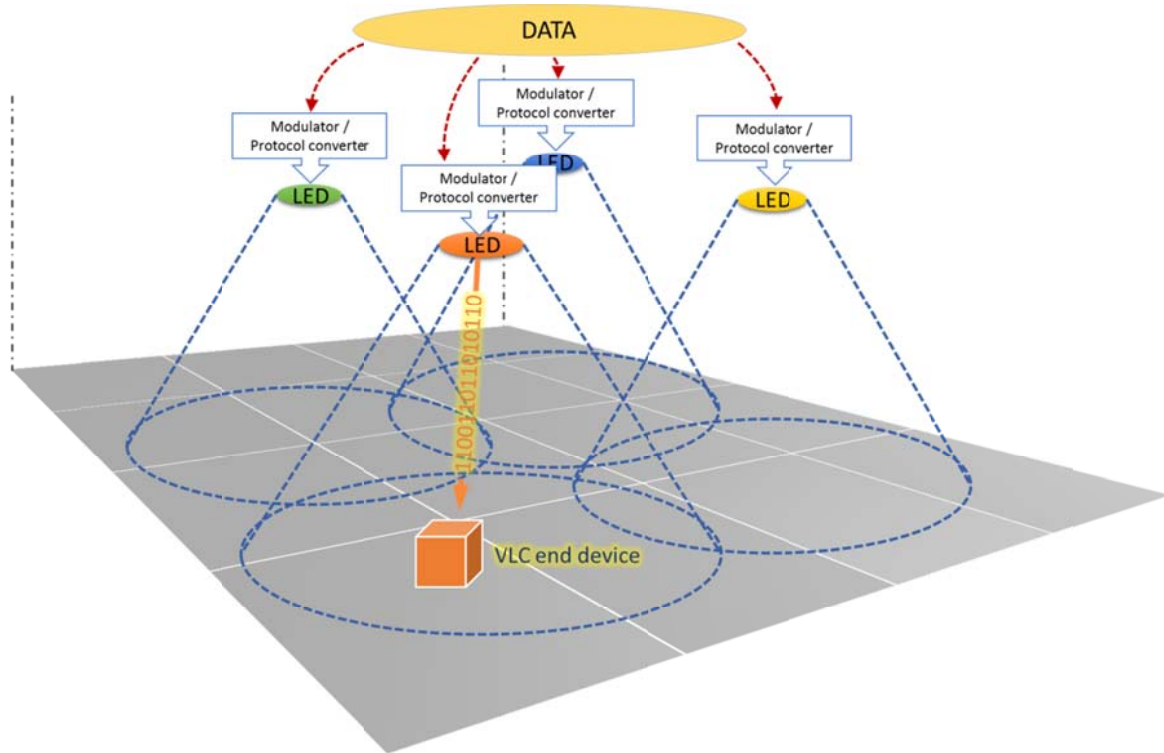 DATA
Modulator /
Protocol converter
LED
Modulator /
Protocol converter
LED
Modulator /
Protocol converter
LED
Modulator /
Protocol converter
LED
110011011011010110
VLC end device